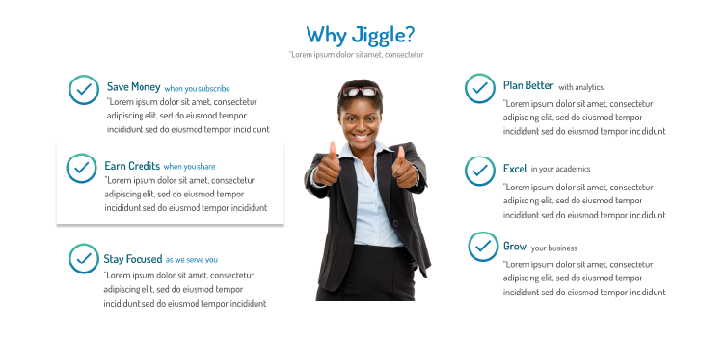 Why Jiggle?
"Lorem ipsum dolor sit amet, consectetur
Save Money when you subscribe
"Lorem ipsum dolor sit amet, consectetur
adipiscing elit, sed do eiusmod tempor
incididunt sed do eiusmod tempor incididunt
Earn Credits when you share
"Lorem ipsum dolor sit amet, consectetur
adipiscing elit, sed do eiusmod tempor
incididunt sed do eiusmod tempor incididunt
Stay Focused as we serve you
"Lorem ipsum dolor sit amet, consectetur
adipiscing elit, sed do eiusmod tempor
incididunt sed do eiusmod tempor incididunt
Plan Better with analytics
"Lorem ipsum dolor sit amet, consectetur
adipiscing elit, sed do eiusmod tempor
incididunt sed do eiusmod tempor incididunt
Excel in your academics
"Lorem ipsum dolor sit amet, consectetur
adipiscing elit, sed do eiusmod tempor
incididunt sed do eiusmod tempor incididunt
Grow your business
"Lorem ipsum dolor sit amet, consectetur
adipiscing elit, sed do eiusmod tempor
incididunt sed do eiusmod tempor incididunt